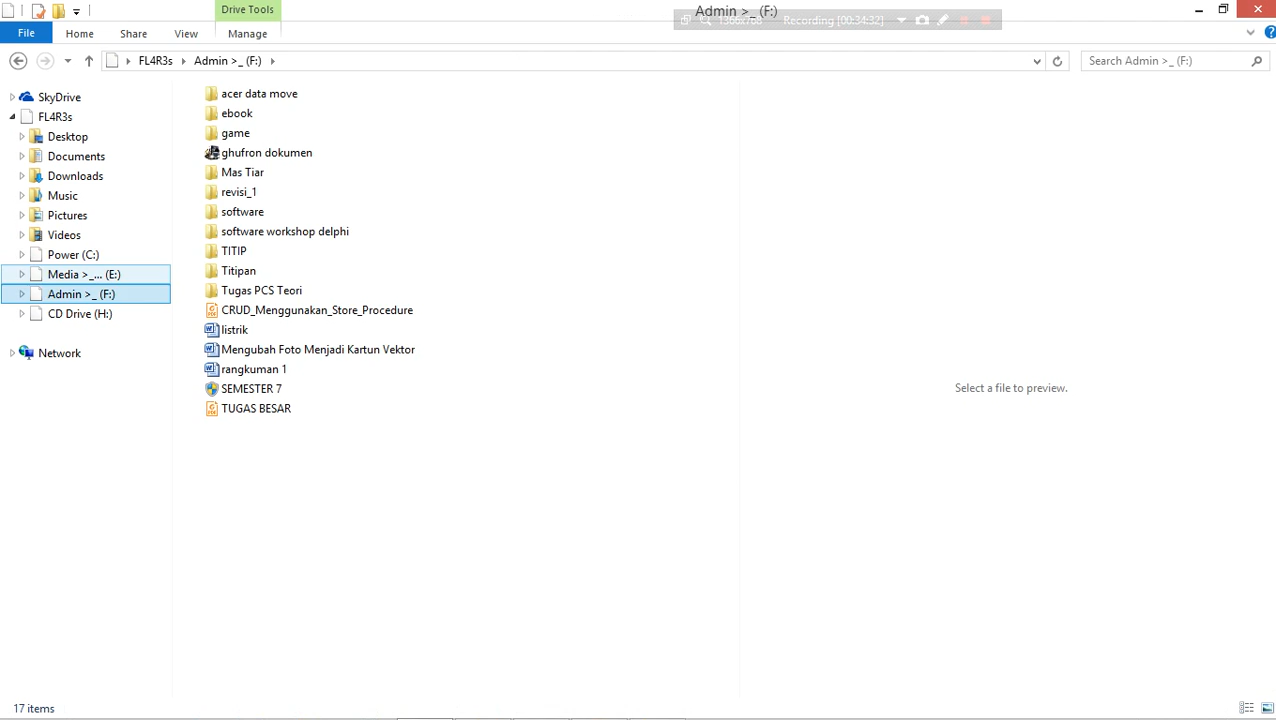 Drive Tools
Admin >_ (F:)
1366x768 Recording [00:34:32]
File Home Share View Manage
FL4R3s Admin >_ (F:)
Search Admin >_ (F:)
SkyDrive
FL4R3s
Desktop
Documents
Downloads
Music
Pictures
Videos
Power (C:)
Media >_... (E:)
Admin >_ (F:)
CD Drive (H:)
Network
acer data move
ebook
game
ghufron dokumen
Mas Tiar
revisi_1
software
software workshop delphi
TITIP
Titipan
Tugas PCS Teori
CRUD_Menggunakan_Store_Procedure
listrik
Mengubah Foto Menjadi Kartun Vektor
rangkuman 1
SEMESTER 7
TUGAS BESAR
Select a file to preview.
17 items